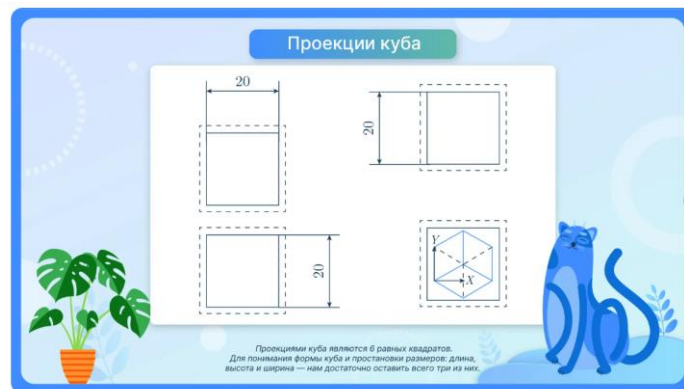 Проекции куба
20
20
20
Y
X
Проекциями куба являются 6 равных квадратов.
Для понимания формы куба и простановки размеров: длина,
высота и ширина — нам достаточно оставить всего три из них.